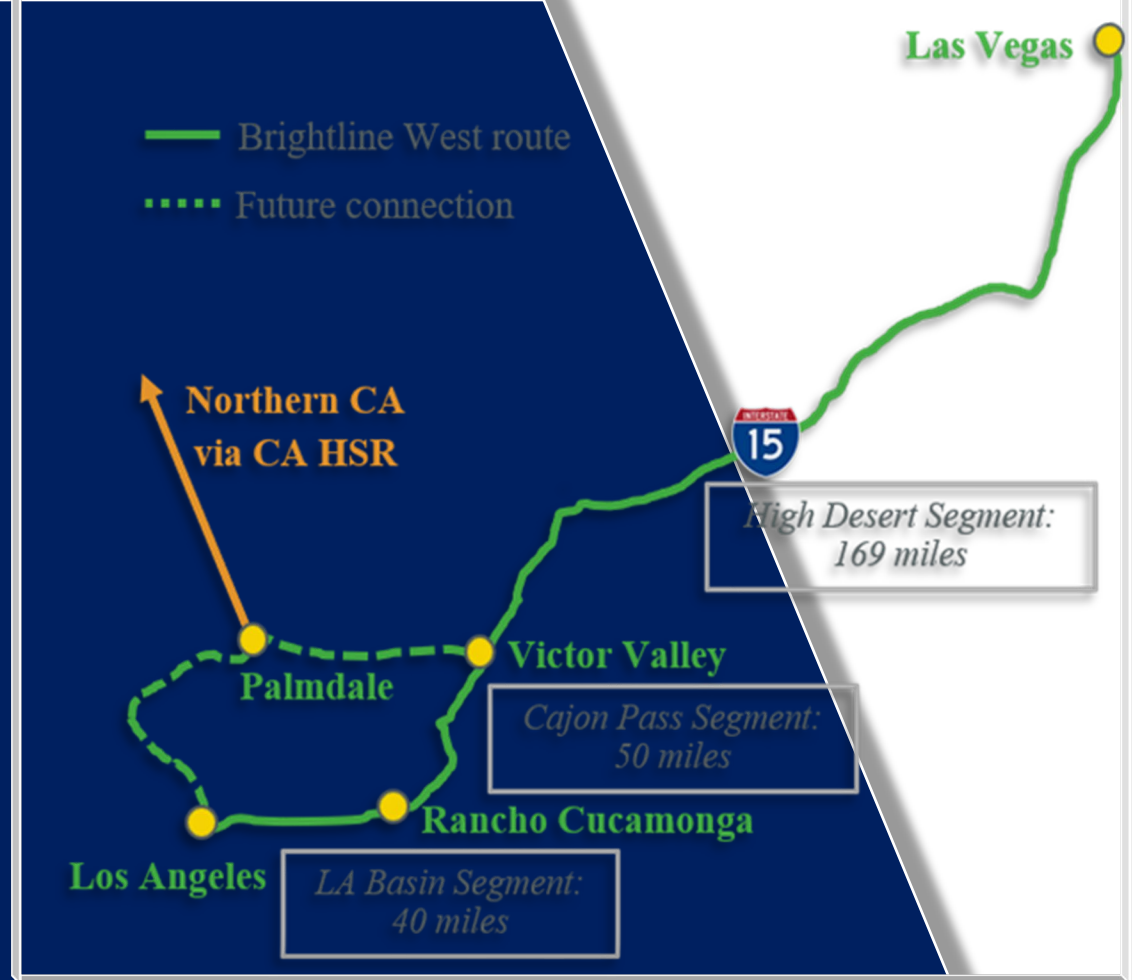 Las Vegas
Brightline West route
Future connection
Northern CA
via CA HSR
INTERSTATE
15
High Desert Segment:
169 miles
Victor Valley
Palmdale
Cajon Pass Segment:
50 miles
Rancho Cucamonga
Los Angeles
LA Basin Segment:
40 miles